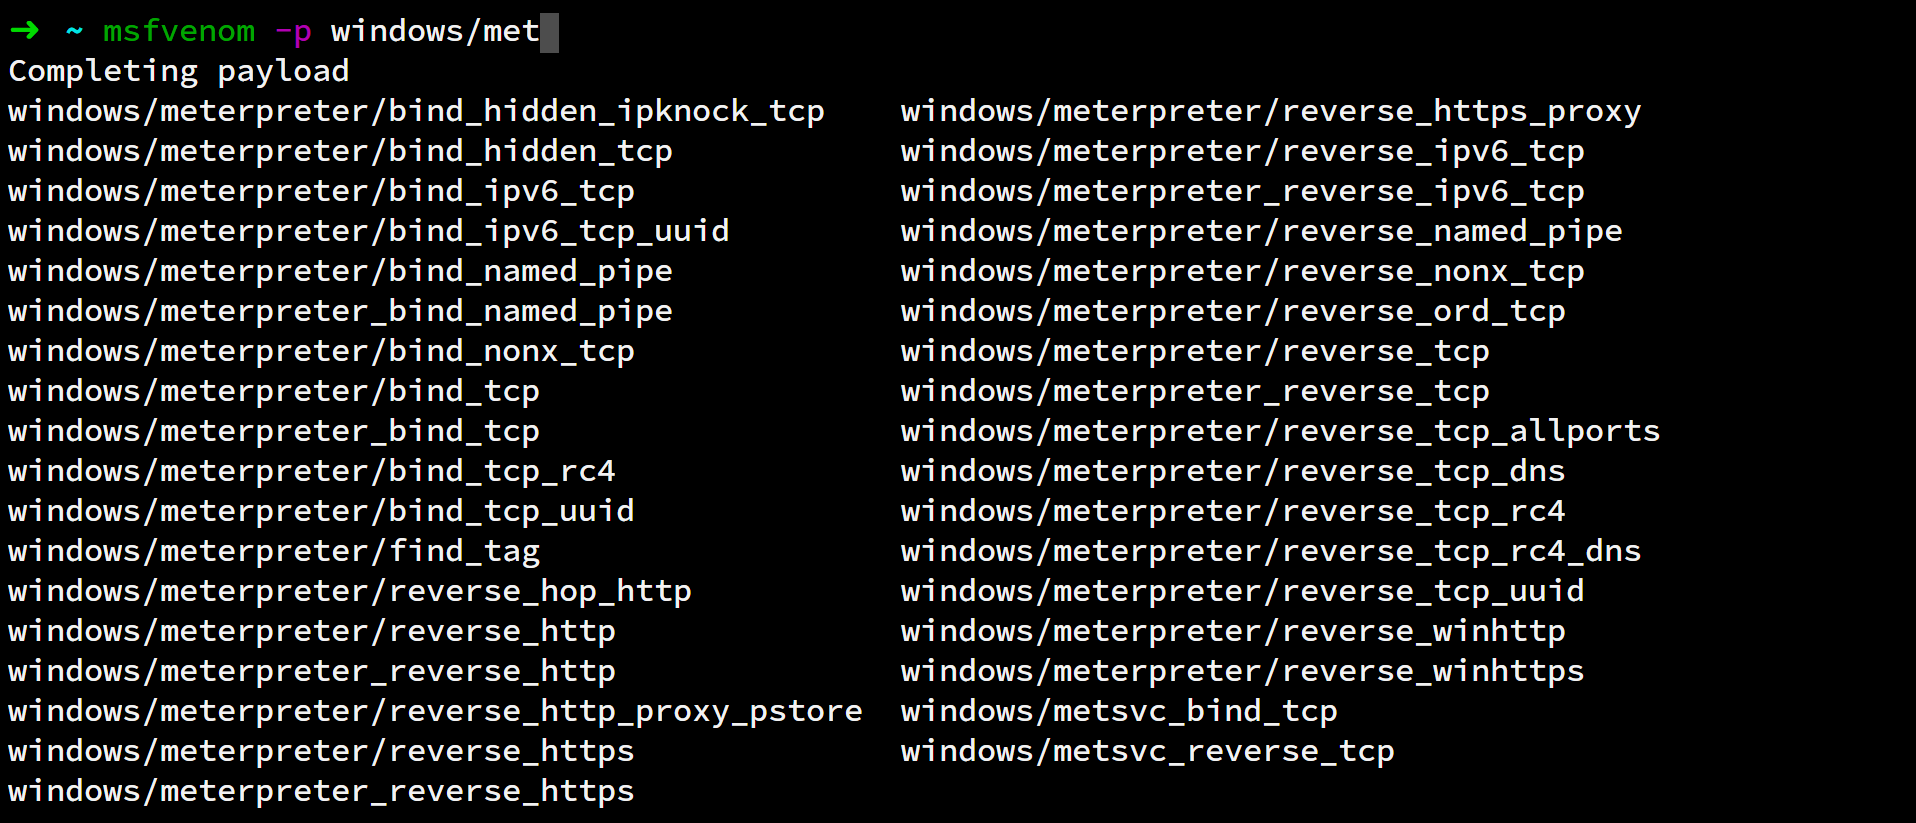 ➜ ~ msfvenom -p windows/met
Completing payload
windows/meterpreter/bind_hidden_ipknock_tcp windows/meterpreter/reverse_https_proxy
windows/meterpreter/bind_hidden_tcp windows/meterpreter/reverse_ipv6_tcp
windows/meterpreter/bind_ipv6_tcp windows/meterpreter_reverse_ipv6_tcp
windows/meterpreter/bind_ipv6_tcp_uuid windows/meterpreter/reverse_named_pipe
windows/meterpreter/bind_named_pipe windows/meterpreter/reverse_nonx_tcp
windows/meterpreter_bind_named_pipe windows/meterpreter/reverse_ord_tcp
windows/meterpreter/bind_nonx_tcp windows/meterpreter/reverse_tcp
windows/meterpreter/bind_tcp windows/meterpreter_reverse_tcp
windows/meterpreter_bind_tcp windows/meterpreter/reverse_tcp_allports
windows/meterpreter/bind_tcp_rc4 windows/meterpreter/reverse_tcp_dns
windows/meterpreter/bind_tcp_uuid windows/meterpreter/reverse_tcp_rc4
windows/meterpreter/find_tag windows/meterpreter/reverse_tcp_rc4_dns
windows/meterpreter/reverse_hop_http windows/meterpreter/reverse_tcp_uuid
windows/meterpreter/reverse_http windows/meterpreter/reverse_winhttp
windows/meterpreter_reverse_http windows/meterpreter/reverse_winhttps
windows/meterpreter/reverse_http_proxy_pstore windows/metsvc_bind_tcp
windows/meterpreter/reverse_https windows/metsvc_reverse_tcp
windows/meterpreter_reverse_https